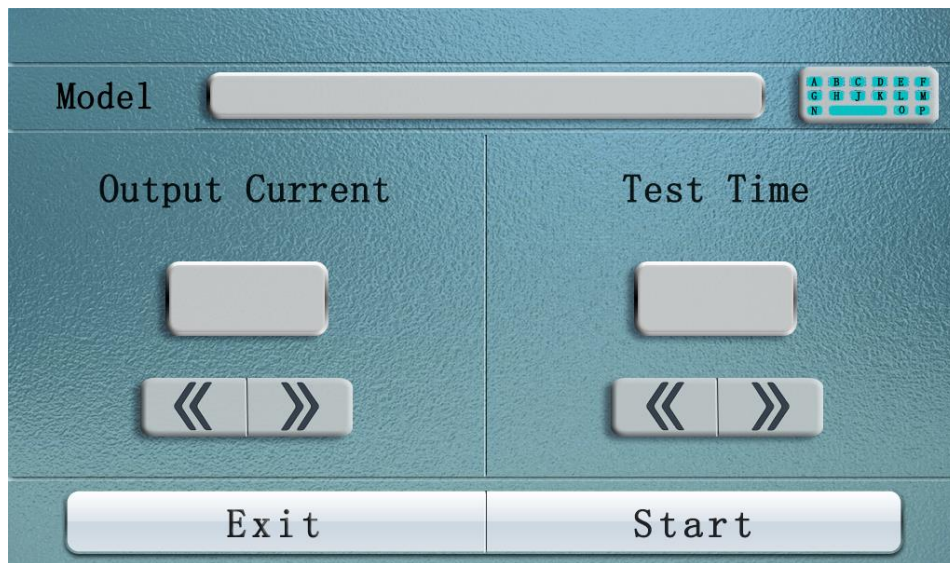 Model
A B C D E F
G H J K L M
N O P
Output Current
Test Time
Exit
Start